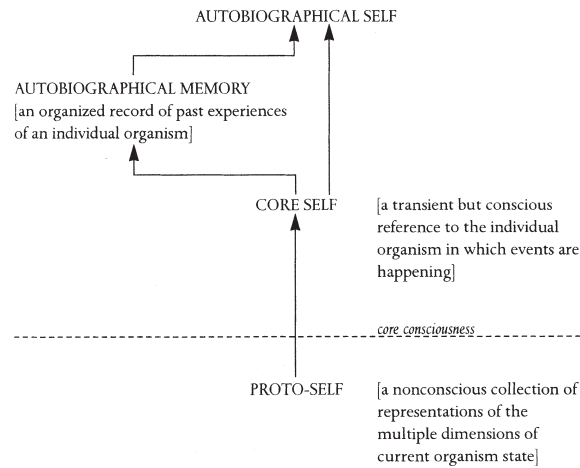 AUTOBIOGRAPHICAL SELF
AUTOBIOGRAPHICAL MEMORY
[an organized record of past experiences
of an individual organism]
CORE SELF
[a transient but conscious
reference to the individual
organism in which events are
happening]
core consciousness
PROTO-SELF
[a nonconscious collection of
representations of the
multiple dimensions of
current organism state]